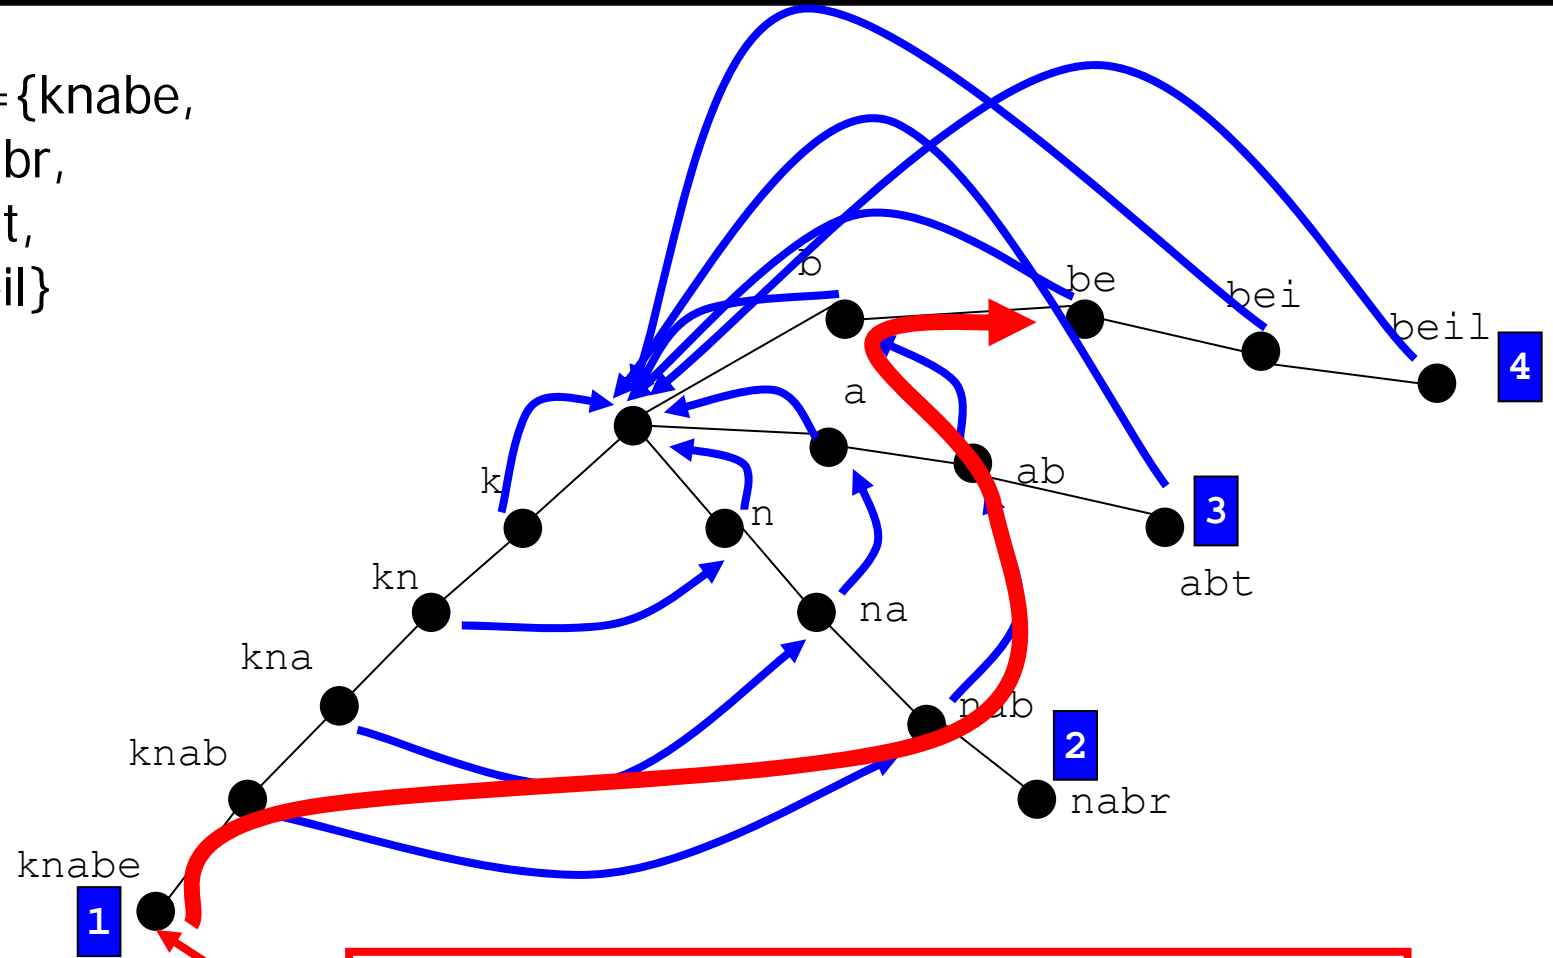 ={knabe,
br,
t,
il}
b
be
bei
beil
4
a
k
ab
n
3
kn
abt
na
kna
nab
knab
2
nabr
knabe
1